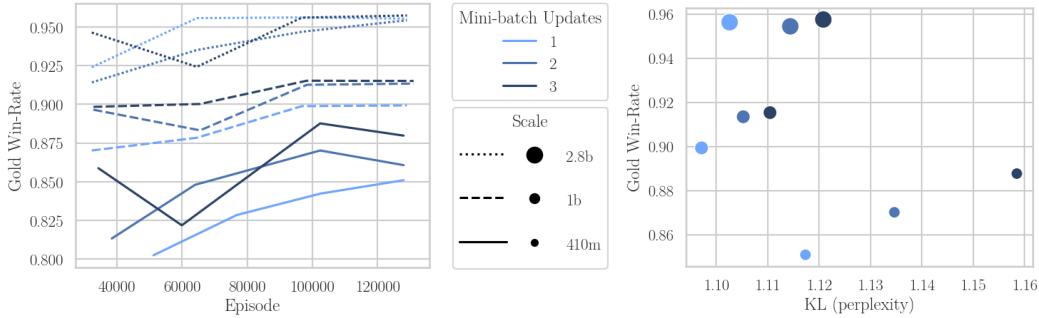 Gold Win-Rate
0.950
0.925
0.900
0.875
0.850
0.825
0.800
40000 60000 80000 100000 120000
Episode
Mini-batch Updates
1
2
3
Scale
2.8b
1b
410m
Gold Win-Rate
0.96
0.94
0.92
0.90
0.88
0.86
1.10 1.11 1.12 1.13 1.14 1.15 1.16
KL (perplexity)